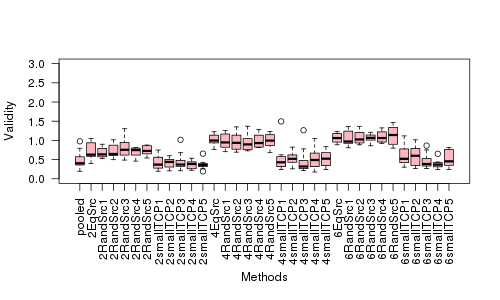 Validity
3.0
2.5
2.0
1.5
1.0
0.5
0.0
pooled
2EqSrc
2RandSrc1
2RandSrc2
2RandSrc3
2RandSrc4
2RandSrc5
2smallTCP1
2smallTCP2
2smallTCP3
2smallTCP4
2smallTCP5
4EqSrc
4RandSrc1
4RandSrc2
4RandSrc3
4RandSrc4
4RandSrc5
4smallTCP1
4smallTCP2
4smallTCP3
4smallTCP4
4smallTCP5
6EqSrc
6RandSrc1
6RandSrc2
6RandSrc3
6RandSrc4
6RandSrc5
6smallTCP1
6smallTCP2
6smallTCP3
6smallTCP4
6smallTCP5
Methods